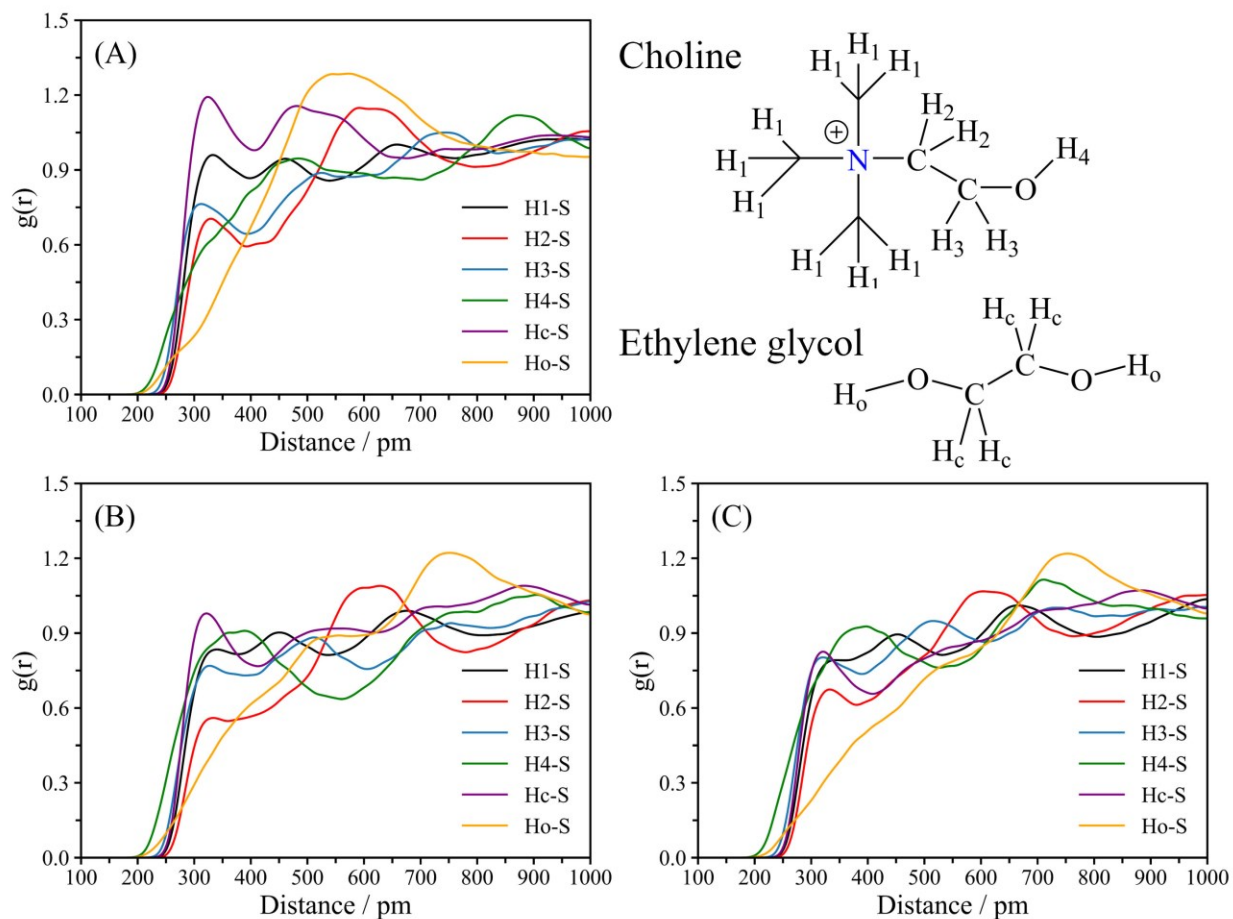 (A)
g(r)
1.5
1.2
0.9
0.6
0.3
0.0
H1-S
H2-S
H3-S
H4-S
Hc-S
Ho-S
100 200 300 400 500 600 700 800 900 1000
Distance / pm
Choline
H1 H1 H1
H1 H2 H2
H1 ⊕ N C O H4
H1 C
H1 H1 H1 H3 H3
Ethylene glycol
Hc Hc
Ho O C C O Ho
Hc Hc
(B)
g(r)
1.5
1.2
0.9
0.6
0.3
0.0
H1-S
H2-S
H3-S
H4-S
Hc-S
Ho-S
100 200 300 400 500 600 700 800 900 1000
Distance / pm
(C)
g(r)
1.5
1.2
0.9
0.6
0.3
0.0
H1-S
H2-S
H3-S
H4-S
Hc-S
Ho-S
100 200 300 400 500 600 700 800 900 1000
Distance / pm